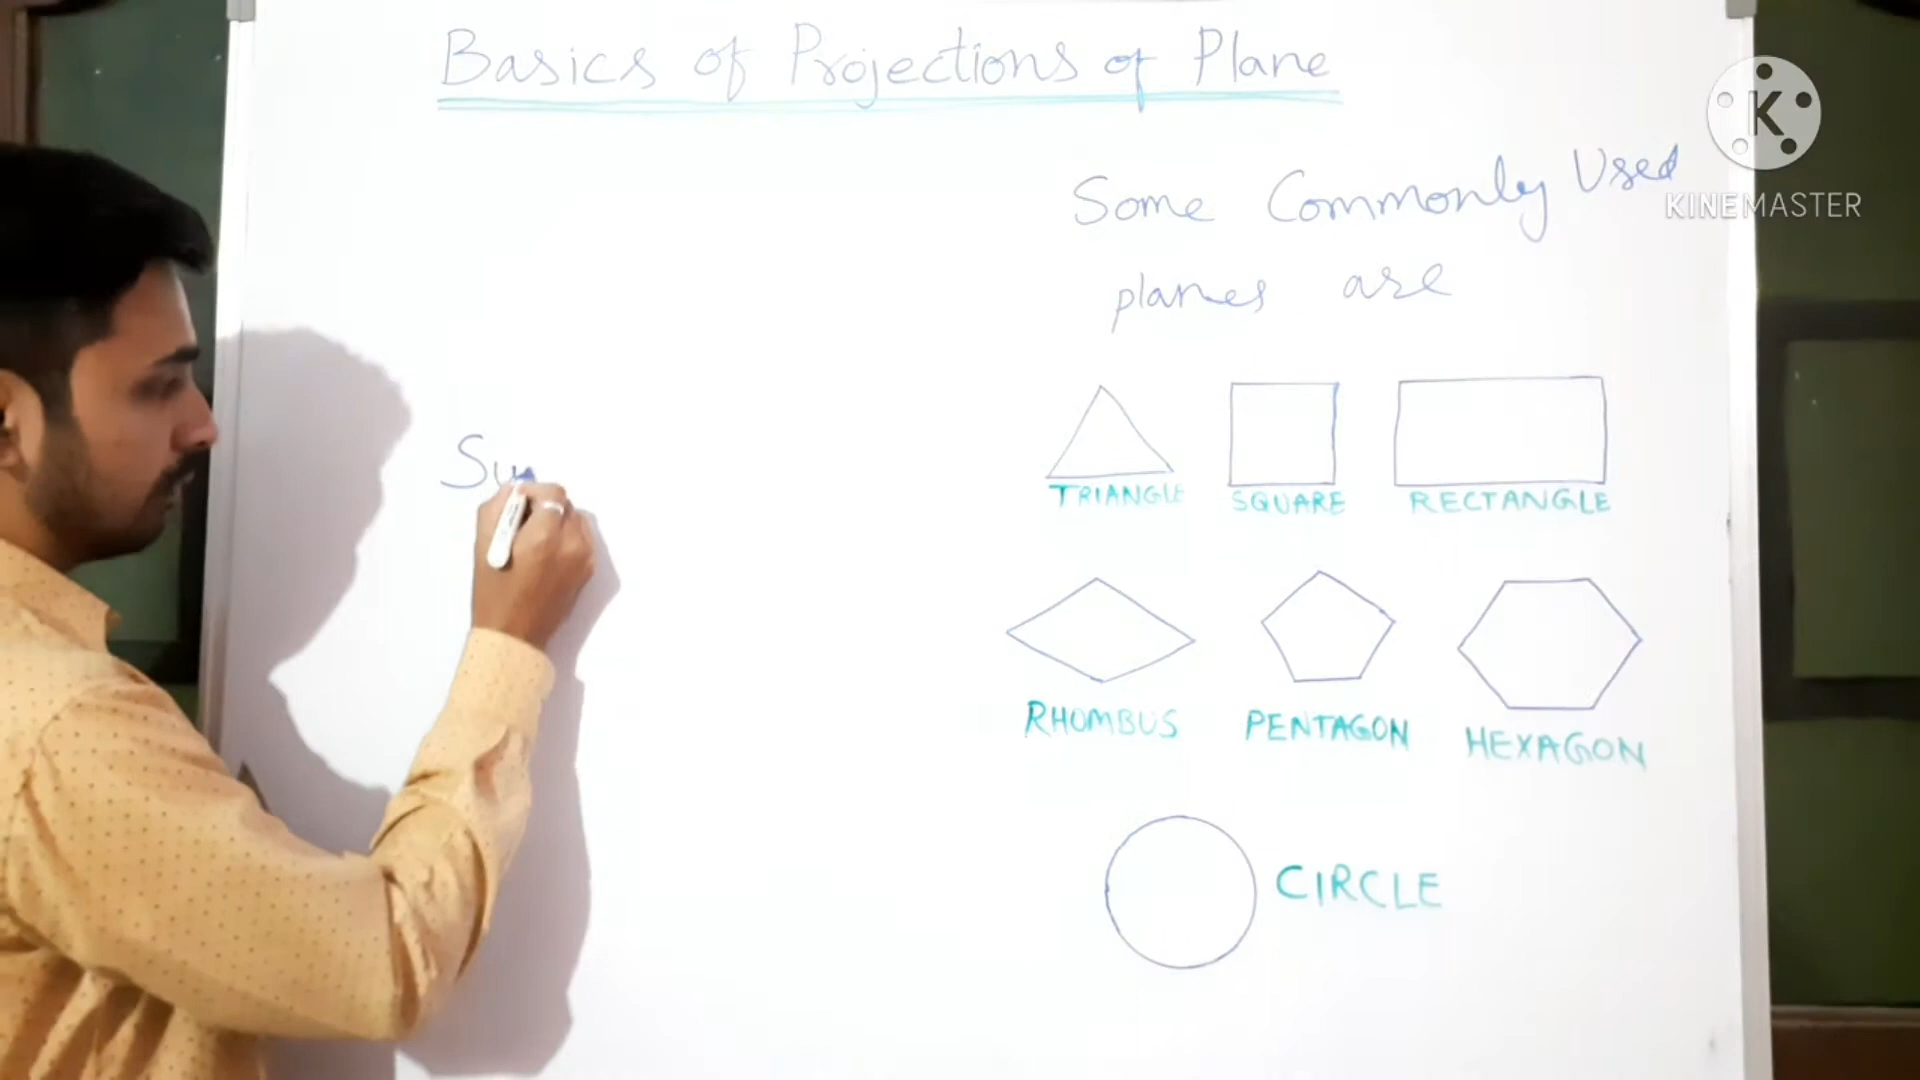 Basics of Projections of Plane
K
KINEMASTER
Some Commonly Used
planes are
Su
TRIANGLE SQUARE RECTANGLE
RHOMBUS PENTAGON HEXAGON
CIRCLE